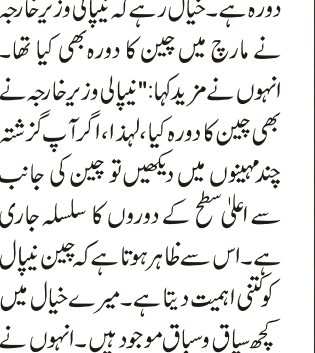 دورہ ہے۔ خیال رہے کہ نیپالی وزیر خارجہ
نے مارچ میں چین کا دورہ بھی کیا تھا۔
انہوں نے مزید کہا: "نیپالی وزیر خارجہ نے
بھی چین کا دورہ کیا، لہذا، اگر آپ گزشتہ
چند مہینوں میں دیکھیں تو چین کی جانب
سے اعلیٰ سطح کے دوروں کا سلسلہ جاری
ہے۔ اس سے ظاہر ہوتا ہے کہ چین نیپال
کو کتنی اہمیت دیتا ہے۔ میرے خیال میں
کچھ سیاق و سباق موجود ہیں۔ انہوں نے